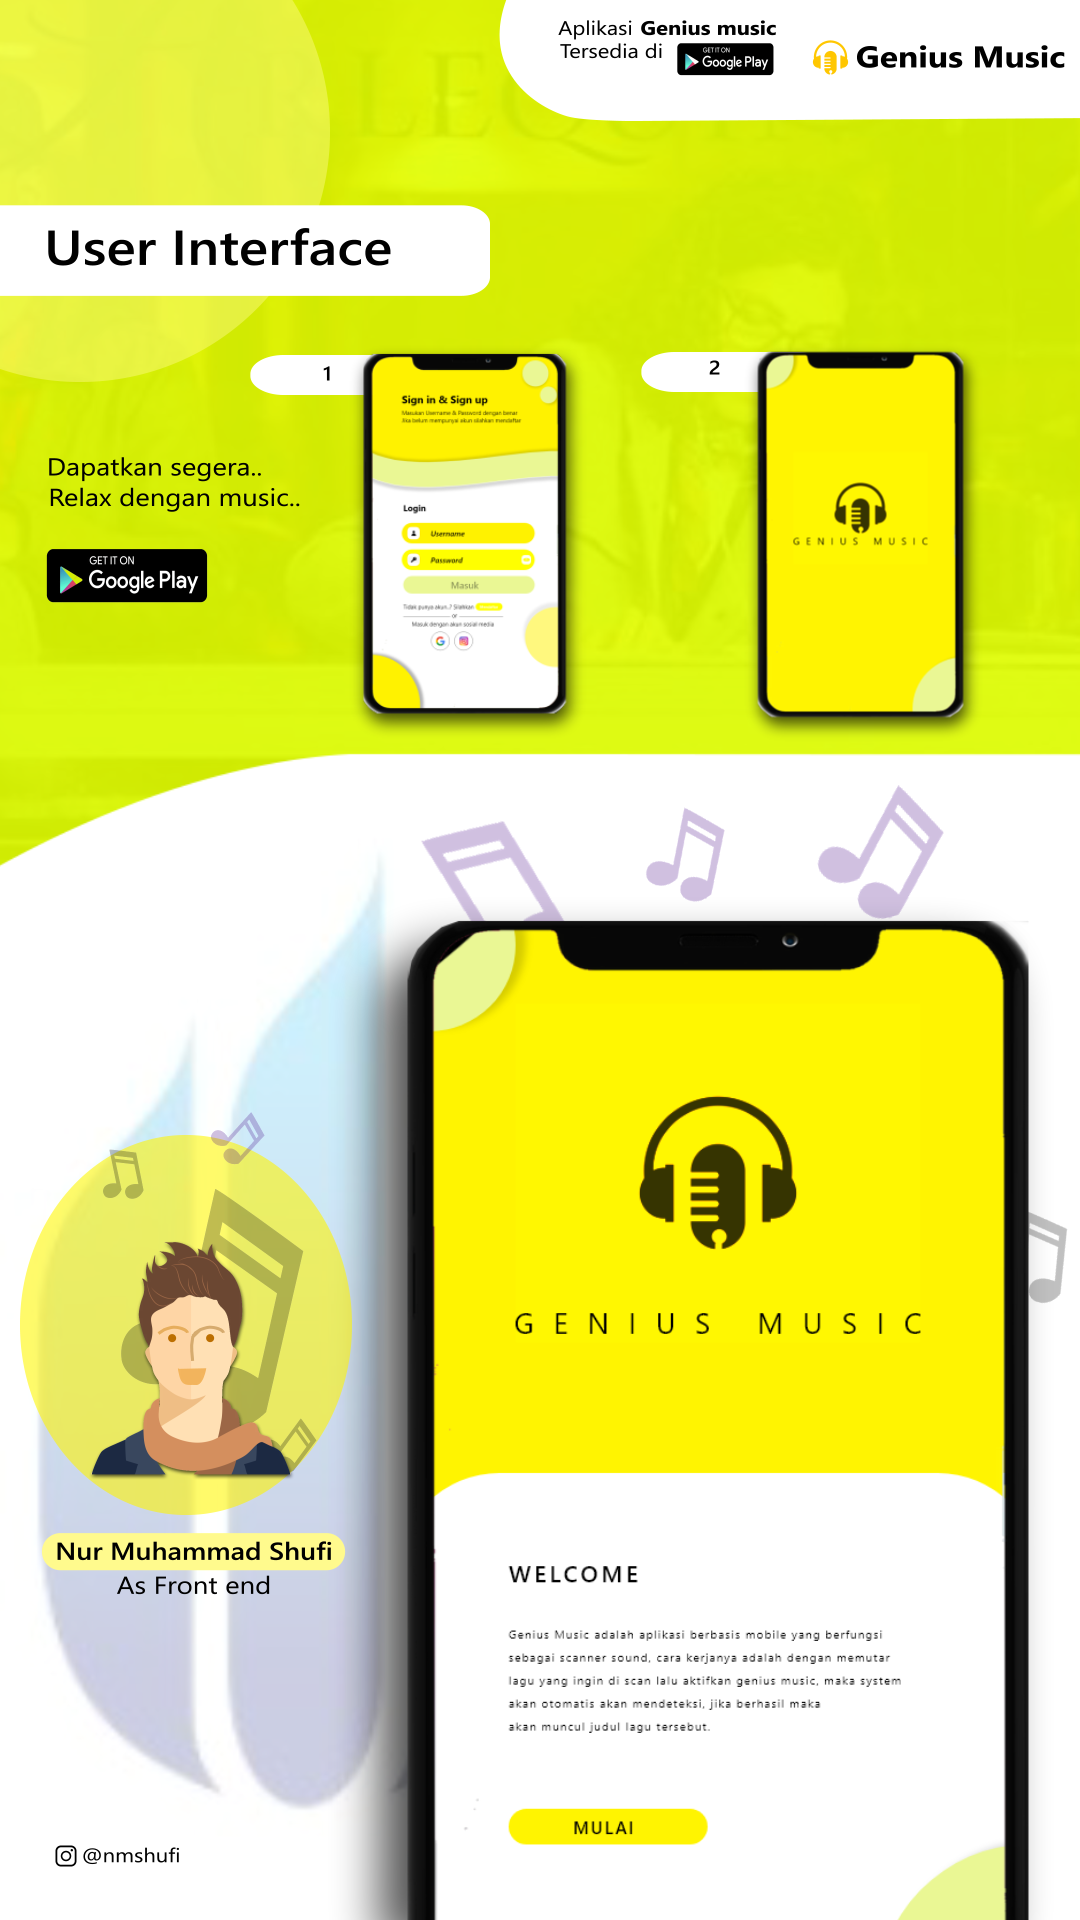 Aplikasi Genius music
Tersedia di
GET IT ON
Google Play
Genius Music
LEQU
User Interface
1
Sign in & Sign up
Masukan Username & Password dengan benar
Jika belum mempunyai akun silahkan mendaftar
Login
Username
Password
Masuk
Tidak punya akun..? Silahkan
or
Masuk dengan akun sosial media
2
GENIUS MUSIC
Dapatkan segera..
Relax dengan music..
GET IT ON
Google Play
GENIUS MUSIC
Nur Muhammad Shufi
As Front end
WELCOME
Genius Music adalah aplikasi berbasis mobile yang berfungsi
sebagai scanner sound, cara kerjanya adalah dengan memutar
lagu yang ingin di scan lalu aktifkan genius music, maka system
akan otomatis akan mendeteksi, jika berhasil maka
akan muncul judul lagu tersebut.
MULAI
@nmshufi